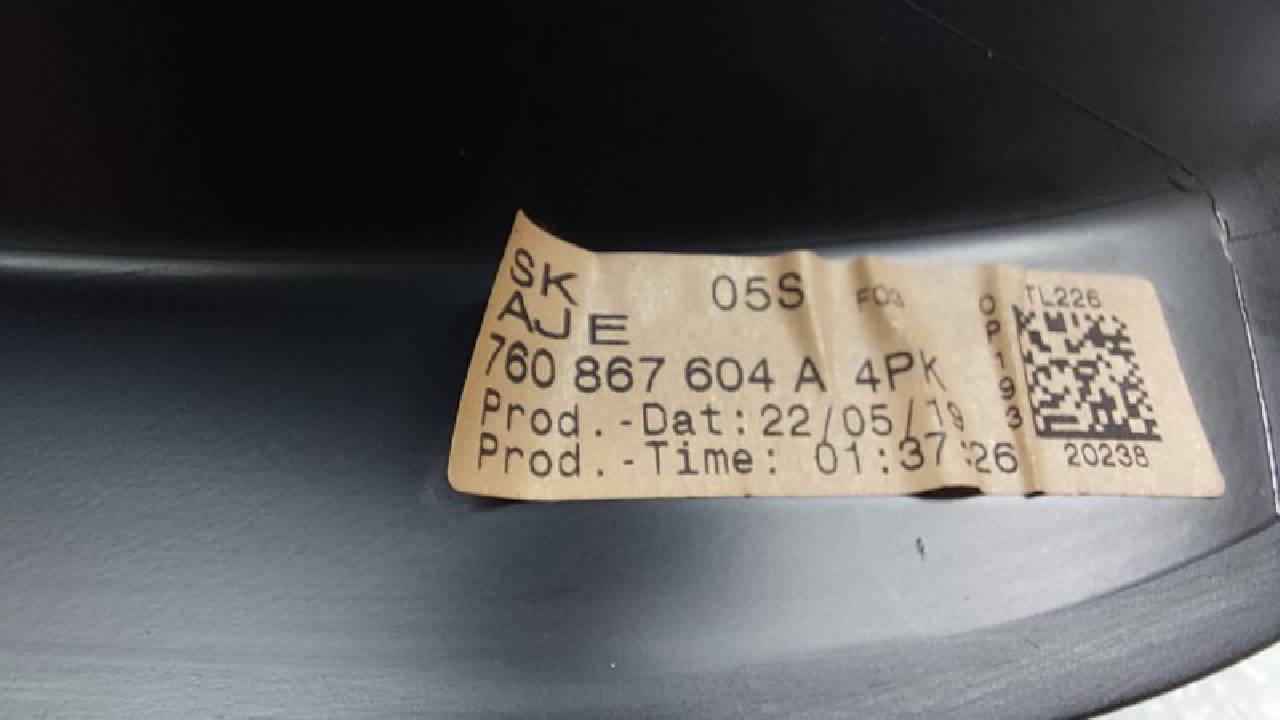 SK 05S F03
AJE
760 867 604 A 4PK
Prod.-Dat:22/05/19
Prod.-Time: 01:37:26
OP193
TL226
20238